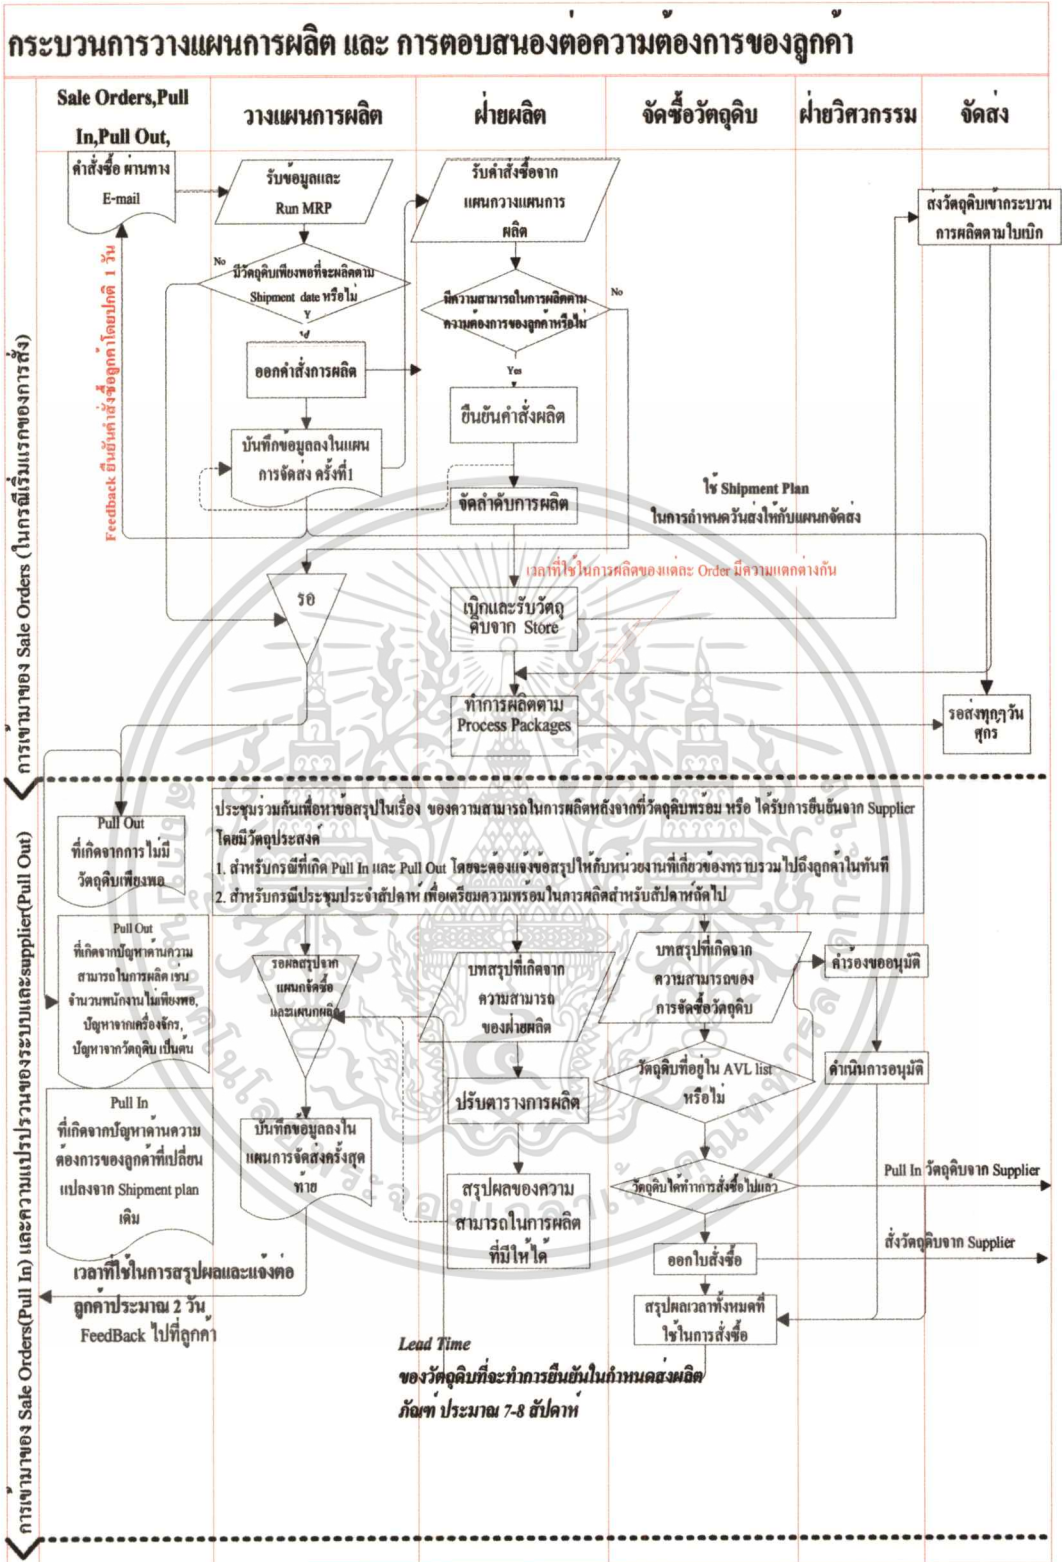 กระบวนการวางแผนการผลิต และ การตอบสนองต่อความต้องการของลูกค้า
Sale Orders,Pull
In,Pull Out,
วางแผนการผลิต
ฝ่ายผลิต
จัดซื้อวัตถุดิบ
ฝ่ายวิศวกรรม
จัดส่ง
การเข้ามาของ Sale Orders (ในกรณีเริ่มแรกของการสั่ง)
คำสั่งซื้อ ผ่านทาง
E-mail
รับข้อมูลและ
Run MRP
รับคำสั่งซื้อจาก
แผนกวางแผนการ
ผลิต
ส่งวัตถุดิบเข้ากระบวน
การผลิตตามใบเบิก
Feedback ยืนยันคำสั่งซื้อลูกค้าโดยปกติ 1 วัน
No
มีวัตถุดิบเพียงพอที่จะผลิตตาม
Shipment date หรือไม่
Y
มีความสามารถในการผลิตตาม
ความต้องการของลูกค้าหรือไม่
No
Yes
ออกคำสั่งการผลิต
ยืนยันคำสั่งผลิต
บันทึกข้อมูลลงในแผน
การจัดส่ง ครั้งที่1
จัดลำดับการผลิต
ใช้ Shipment Plan
ในการกำหนดวันส่งให้กับแผนกจัดส่ง
เวลาที่ใช้ในการผลิตของแต่ละ Order มีความแตกต่างกัน
รอ
เบิกและรับวัตถุ
ดิบจาก Store
ทำการผลิตตาม
Process Packages
รอส่งทุกๆวัน
ศุกร
การเข้ามาของ Sale Orders(Pull In) และความแปรปรวนของระบบและsupplier(Pull Out)
Pull Out
ที่เกิดจากการไม่มี
วัตถุดิบเพียงพอ
ประชุมร่วมกันเพื่อหาข้อสรุปในเรื่อง ของความสามารถในการผลิตหลังจากที่วัตถุดิบพร้อม หรือ ได้รับการยืนยันจาก Supplier
โดยมีวัตถุประสงค์
1. สำหรับกรณีที่เกิด Pull In และ Pull Out โดยจะต้องแจ้งข้อสรุปให้กับหน่วยงานที่เกี่ยวข้องทราบรวมไปถึงลูกค้าในทันที
2. สำหรับกรณีประชุมประจำสัปดาห์ เพื่อเตรียมความพร้อมในการผลิตสำหรับสัปดาห์ถัดไป
Pull Out
ที่เกิดจากปัญหาด้านความ
สามารถในการผลิต เช่น
จำนวนพนักงานไม่เพียงพอ,
ปัญหาจากเครื่องจักร,
ปัญหาจากวัตถุดิบ เป็นต้น
รอผลสรุปจาก
แผนกจัดซื้อ
และแผนกผลิต
บทสรุปที่เกิดจาก
ความสามารถ
ของฝ่ายผลิต
บทสรุปที่เกิดจาก
ความสามารถของ
การจัดซื้อวัตถุดิบ
คำร้องขออนุมัติ
วัตถุดิบที่อยู่ใน AVL list
หรือไม่
ดำเนินการอนุมัติ
Pull In
ที่เกิดจากปัญหาด้านความ
ต้องการของลูกค้าที่เปลี่ยน
แปลงจาก Shipment plan
เดิม
ปรับตารางการผลิต
บันทึกข้อมูลลงใน
แผนการจัดส่งครั้งสุด
ท้าย
สรุปผลของความ
สามารถในการผลิต
ที่มีให้ได้
วัตถุดิบได้ทำการสั่งซื้อไปแล้ว
Pull In วัตถุดิบจาก Supplier
ออกใบสั่งซื้อ
สั่งวัตถุดิบจาก Supplier
เวลาที่ใช้ในการสรุปผลและแจ้งต่อ
ลูกค้าประมาณ 2 วัน
FeedBack ไปที่ลูกค้า
สรุปผลเวลาทั้งหมดที่
ใช้ในการสั่งซื้อ
Lead Time
ของวัตถุดิบที่จะทำการยืนยันในกำหนดส่งผลิต
ภัณฑ์ ประมาณ 7-8 สัปดาห์